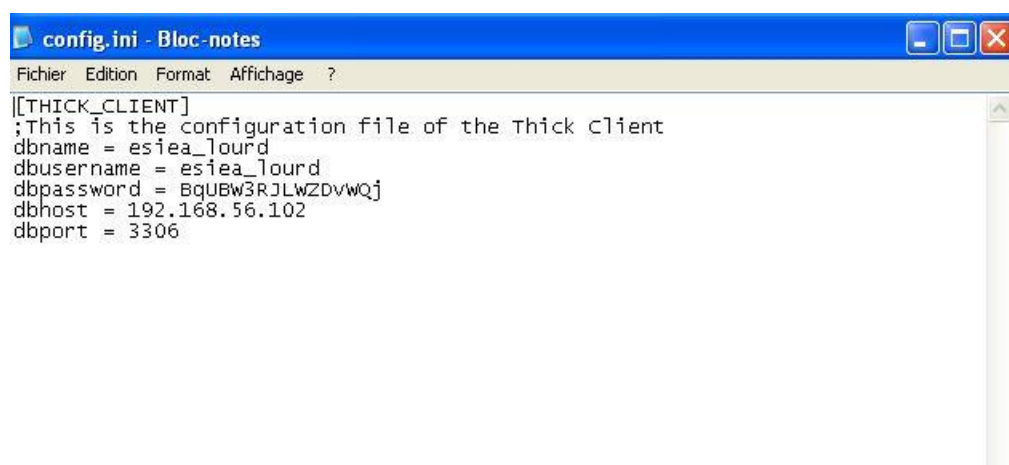 config.ini - Bloc-notes
Fichier Edition Format Affichage ?
[THICK_CLIENT]
;This is the configuration file of the Thick Client
dbname = esiea_lourd
dbusername = esiea_lourd
dbpassword = BqUBW3RJLWZDVWQj
dbhost = 192.168.56.102
dbport = 3306